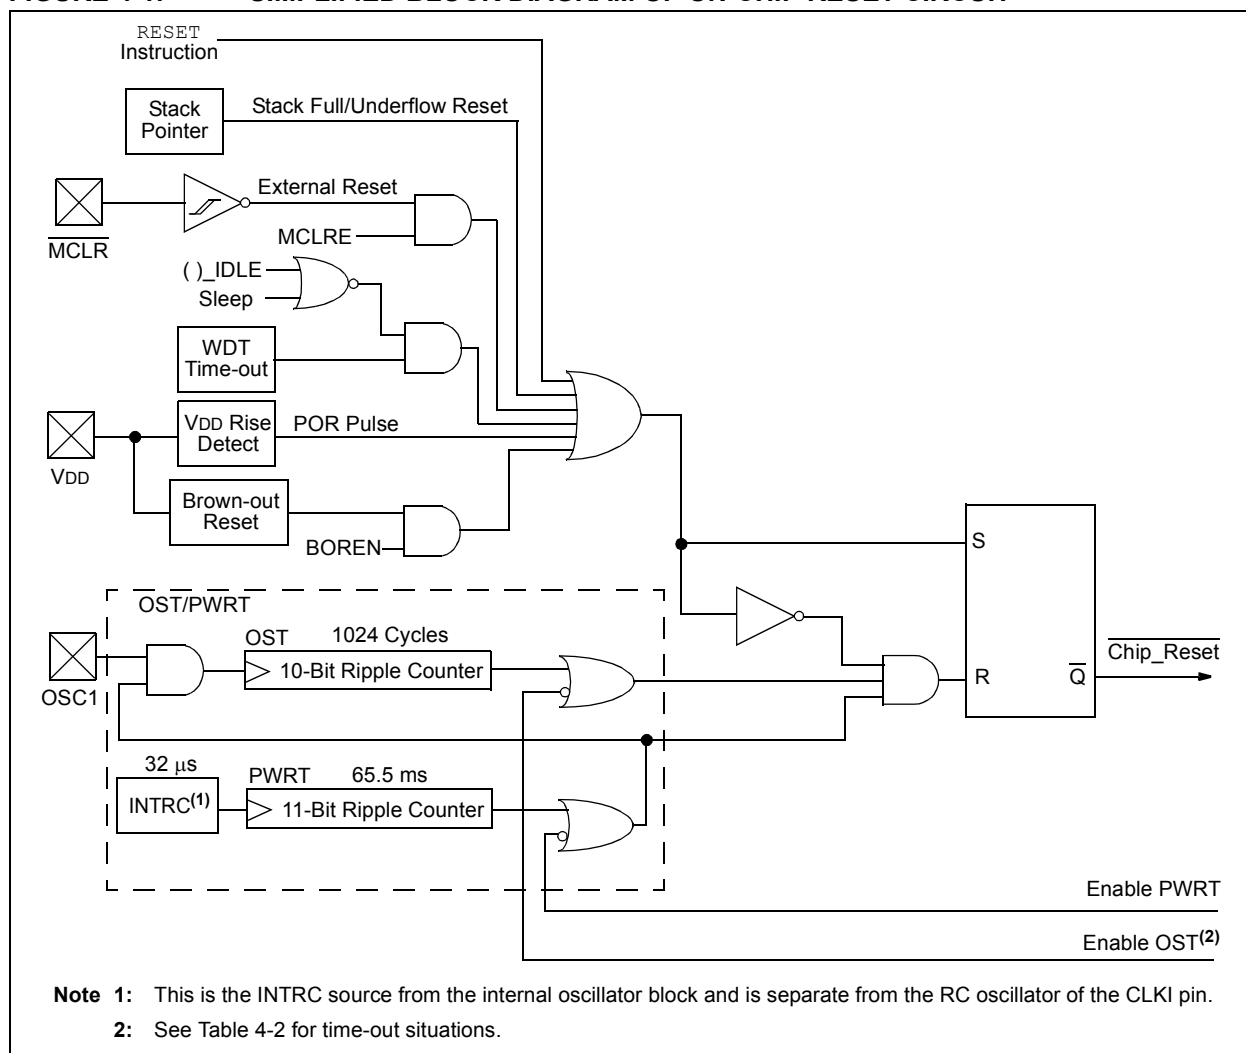 RESET
Instruction
Stack
Pointer
Stack Full/Underflow Reset
External Reset
MCLR
MCLRE
( )_IDLE
Sleep
WDT
Time-out
VDD
VDD Rise
Detect
POR Pulse
Brown-out
Reset
BOREN
S
R
Q
Chip_Reset
OST/PWRT
OSC1
OST
1024 Cycles
10-Bit Ripple Counter
32 μs
INTRC(1)
PWRT
65.5 ms
11-Bit Ripple Counter
Enable PWRT
Enable OST(2)
Note 1: This is the INTRC source from the internal oscillator block and is separate from the RC oscillator of the CLKI pin.
2: See Table 4-2 for time-out situations.